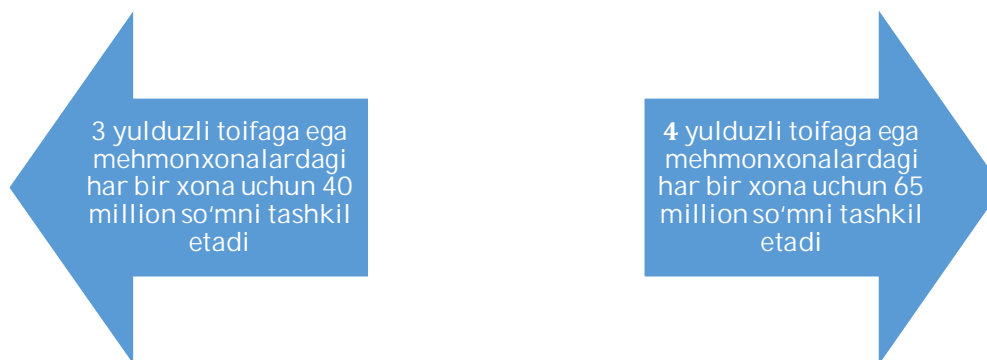 3 yulduzli toifaga ega
mehmonxonalardagi
har bir xona uchun 40
million so‘mni tashkil
etadi
4 yulduzli toifaga ega
mehmonxonalardagi
har bir xona uchun 65
million so‘mni tashkil
etadi